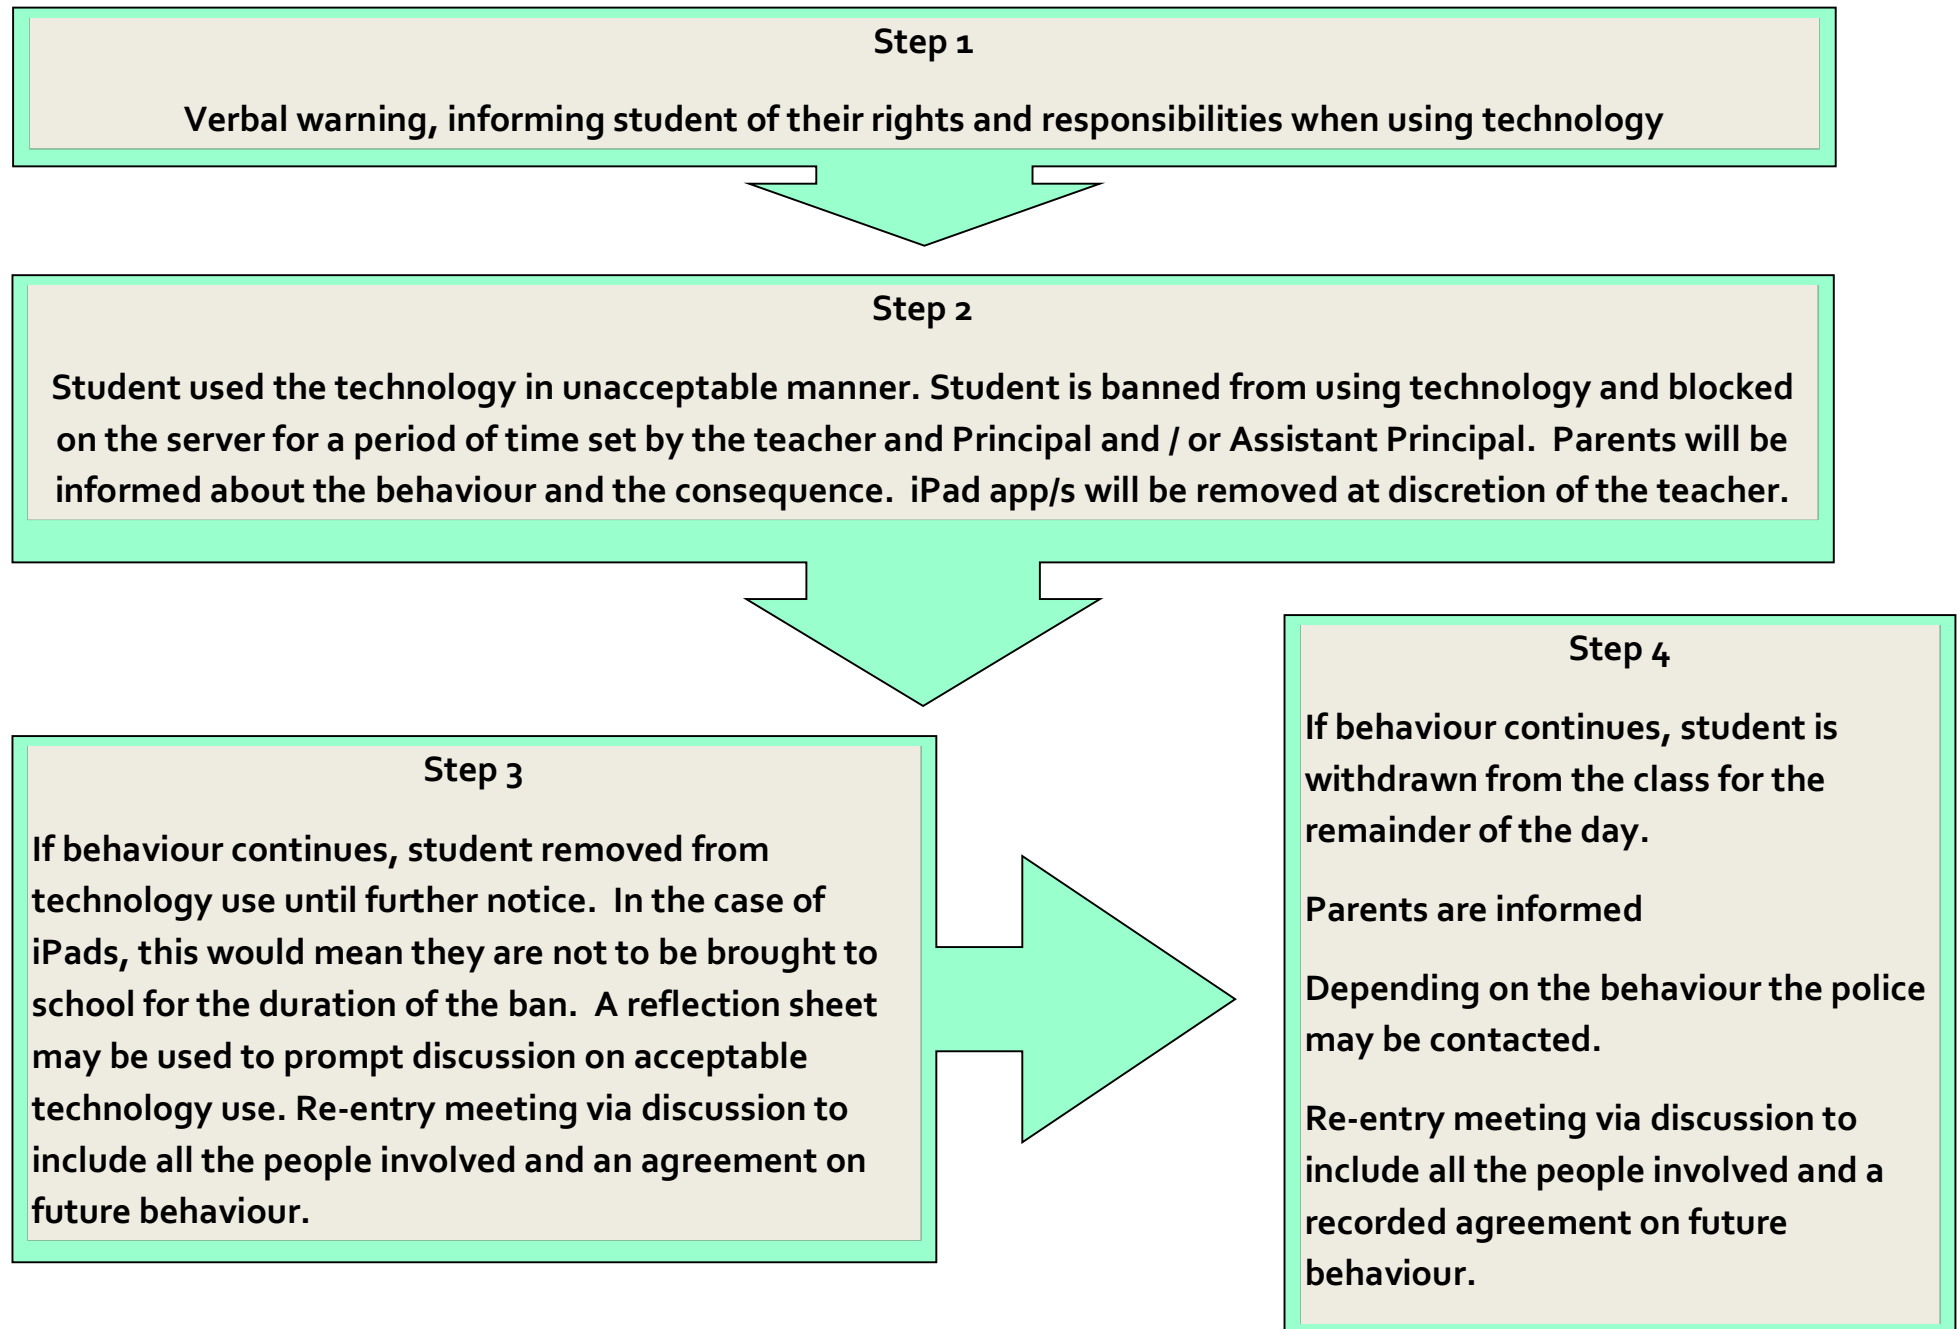 Step 1
Verbal warning, informing student of their rights and responsibilities when using technology
Step 2
Student used the technology in unacceptable manner. Student is banned from using technology and blocked
on the server for a period of time set by the teacher and Principal and / or Assistant Principal.  Parents will be
informed about the behaviour and the consequence.  iPad app/s will be removed at discretion of the teacher.
Step 3
If behaviour continues, student removed from
technology use until further notice.  In the case of
iPads, this would mean they are not to be brought to
school for the duration of the ban.  A reflection sheet
may be used to prompt discussion on acceptable
technology use. Re-entry meeting via discussion to
include all the people involved and an agreement on
future behaviour.
Step 4
If behaviour continues, student is
withdrawn from the class for the
remainder of the day.
Parents are informed
Depending on the behaviour the police
may be contacted.
Re-entry meeting via discussion to
include all the people involved and a
recorded agreement on future
behaviour.